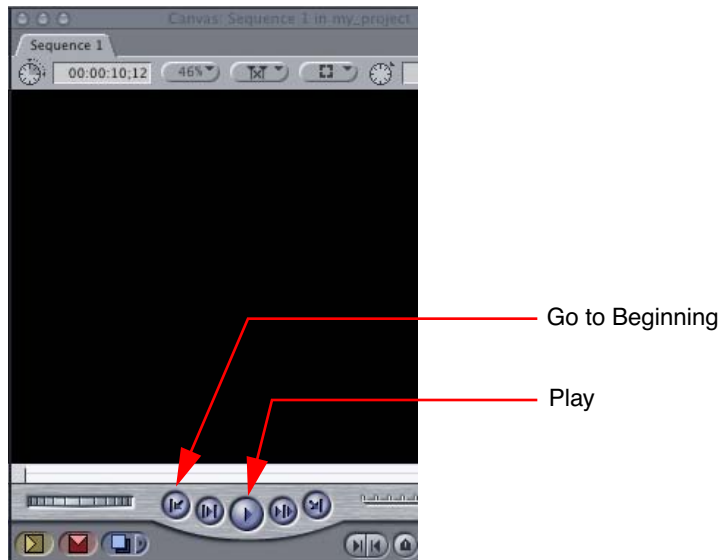 Canvas: Sequence 1 in my_project
Sequence 1
00:00:10;12 46%
Go to Beginning
Play